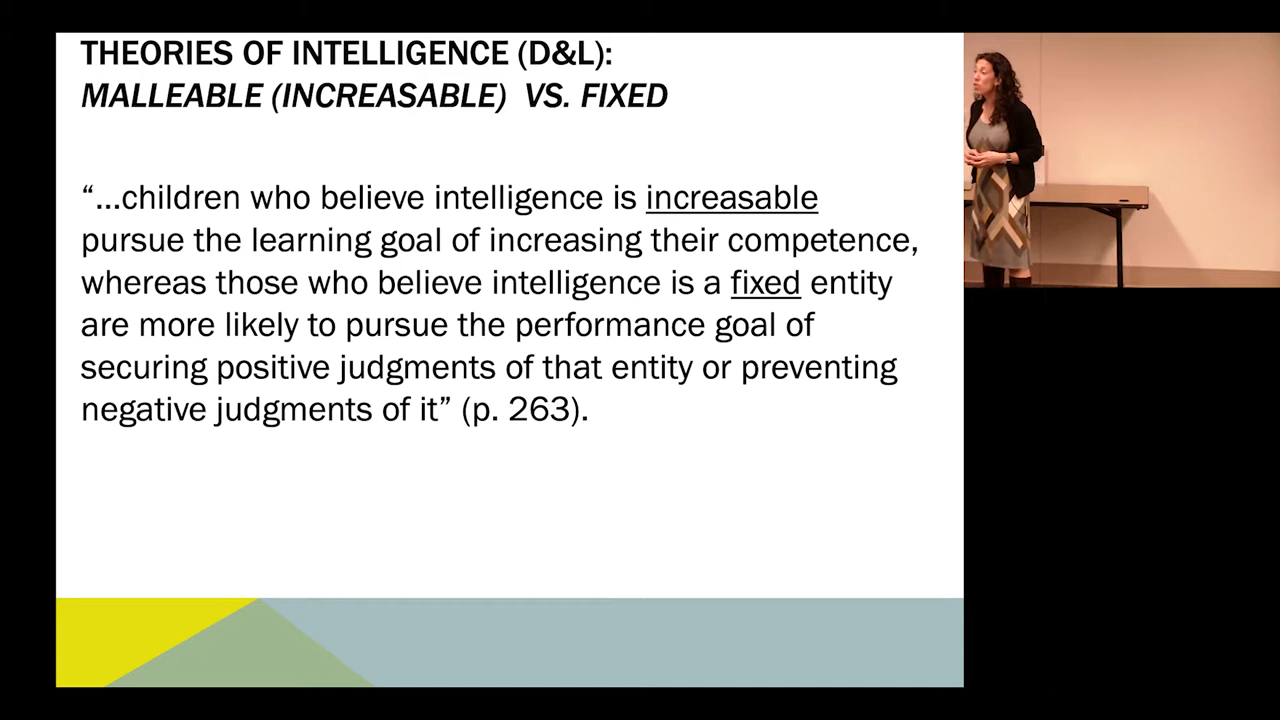 THEORIES OF INTELLIGENCE (D&L):
MALLEABLE (INCREASABLE) VS. FIXED
“…children who believe intelligence is increasable
pursue the learning goal of increasing their competence,
whereas those who believe intelligence is a fixed entity
are more likely to pursue the performance goal of
securing positive judgments of that entity or preventing
negative judgments of it” (p. 263).